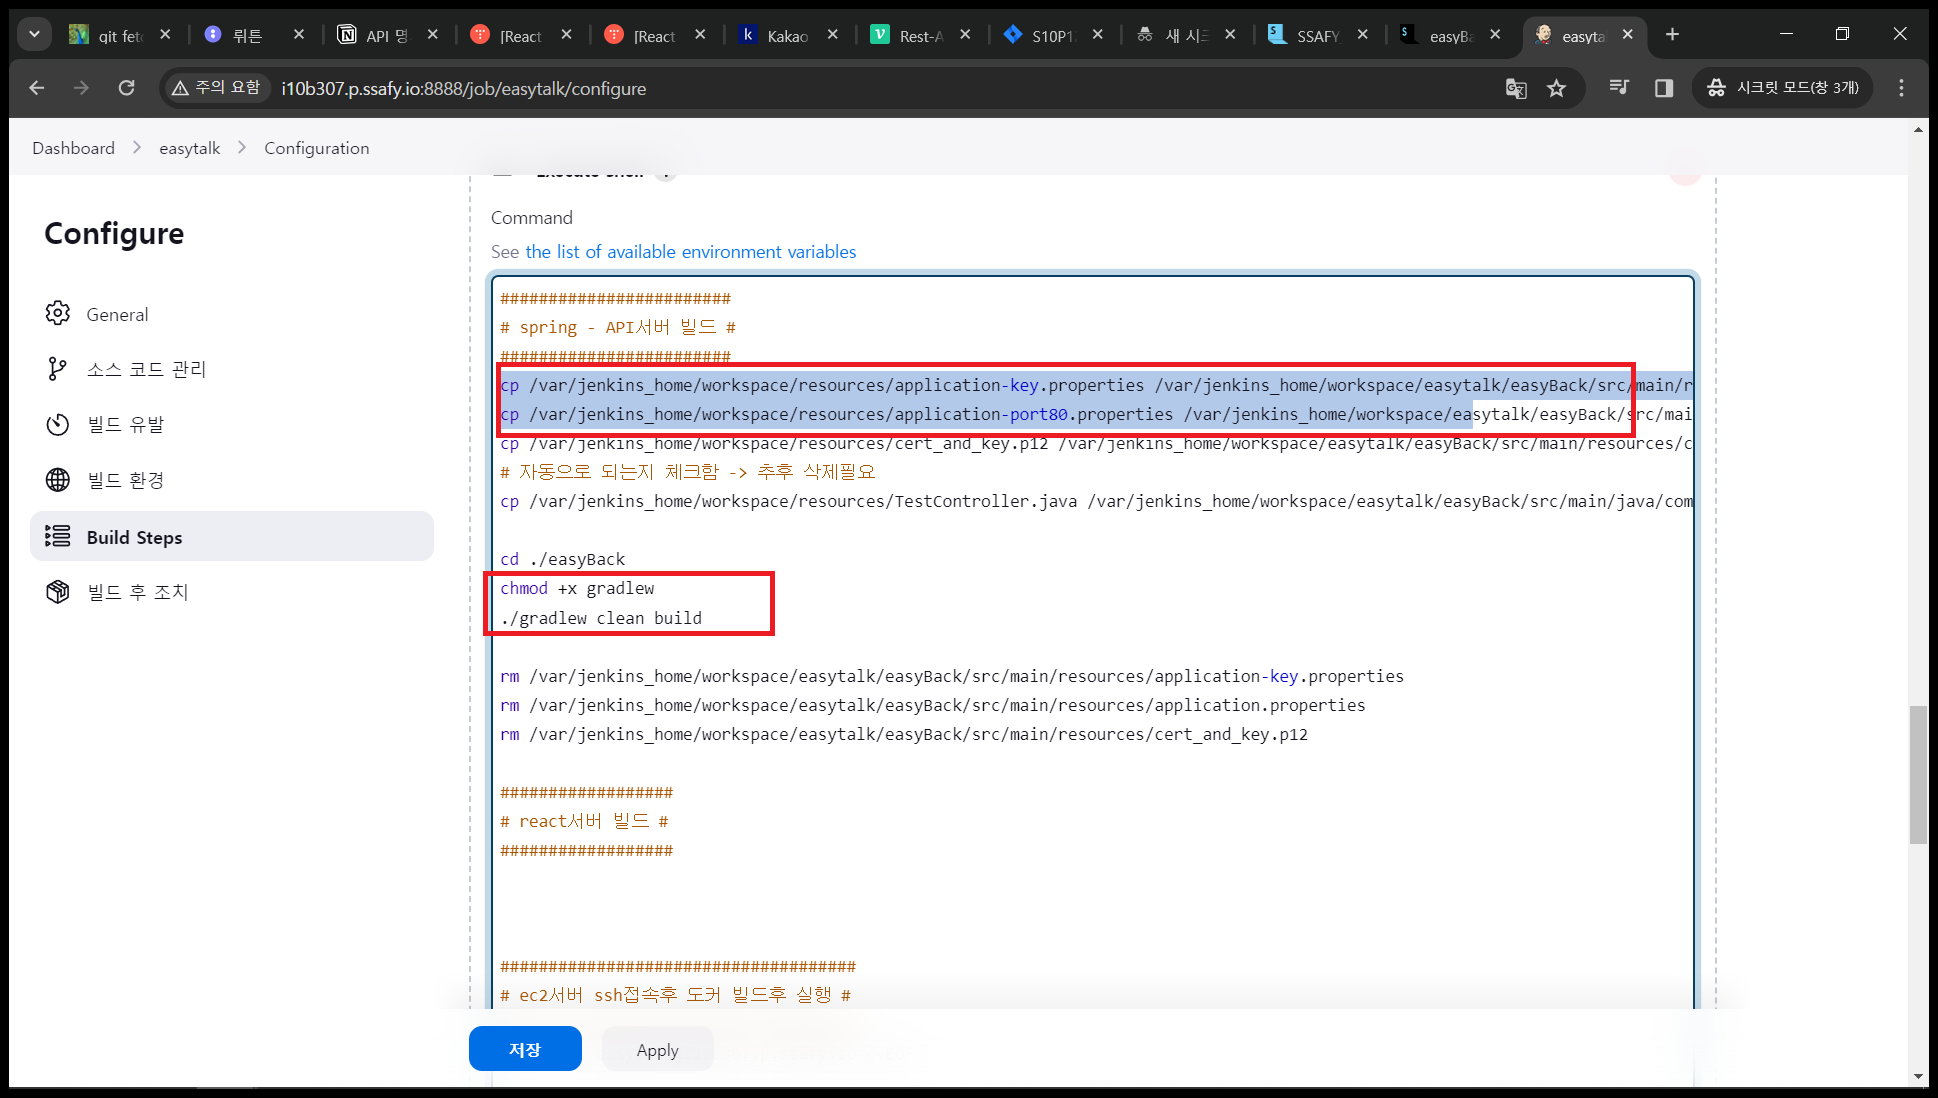 git fet
뤼튼
API 명
[React
[React
Kakao
Rest-A
S10P1
새 시크
SSAFY
easyBa
easyta
주의 요함
i10b307.p.ssafy.io:8888/job/easytalk/configure
시크릿 모드(창 3개)
Dashboard
easytalk
Configuration
Configure
General
소스 코드 관리
빌드 유발
빌드 환경
Build Steps
빌드 후 조치
Execute shell
Command
See the list of available environment variables
########################
# spring - API서버 빌드 #
########################
cp /var/jenkins_home/workspace/resources/application-key.properties /var/jenkins_home/workspace/easytalk/easyBack/src/main/r
cp /var/jenkins_home/workspace/resources/application-port80.properties /var/jenkins_home/workspace/easytalk/easyBack/src/mai
cp /var/jenkins_home/workspace/resources/cert_and_key.p12 /var/jenkins_home/workspace/easytalk/easyBack/src/main/resources/c
# 자동으로 되는지 체크함 -> 추후 삭제필요
cp /var/jenkins_home/workspace/resources/TestController.java /var/jenkins_home/workspace/easytalk/easyBack/src/main/java/com
cd ./easyBack
chmod +x gradlew
./gradlew clean build
rm /var/jenkins_home/workspace/easytalk/easyBack/src/main/resources/application-key.properties
rm /var/jenkins_home/workspace/easytalk/easyBack/src/main/resources/application.properties
rm /var/jenkins_home/workspace/easytalk/easyBack/src/main/resources/cert_and_key.p12
##################
# react서버 빌드 #
##################
#####################################
# ec2서버 ssh접속후 도커 빌드후 실행 #
저장
Apply